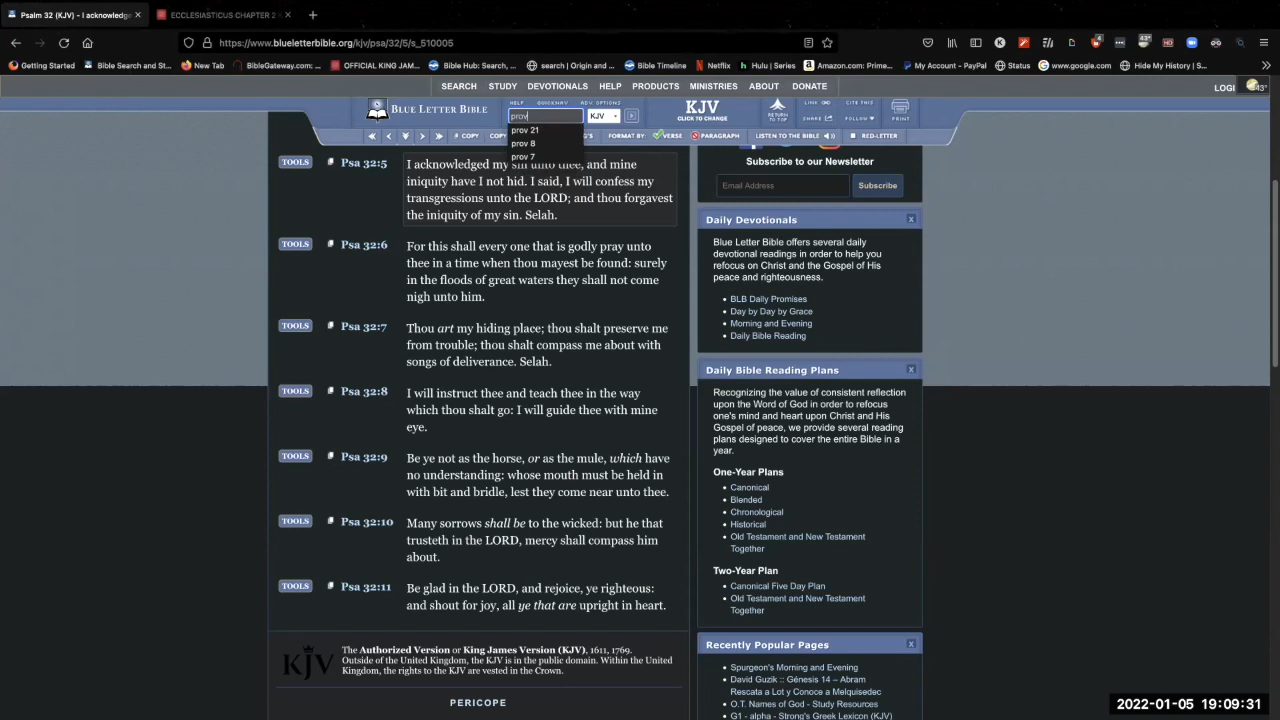 Psalm 32 (KJV) - I acknowledge
ECCLESIASTICUS CHAPTER 2
https://www.blueletterbible.org/kjv/psa/32/5/s_510005
Getting Started
Bible Search and St...
New Tab
BibleGateway.com: ...
OFFICIAL KING JAM...
Bible Hub: Search, ...
search | Origin and ...
Bible Timeline
Netflix
Hulu | Series
Amazon.com: Prime...
My Account - PayPal
Status
www.google.com
Hide My History | S...
SEARCH STUDY DEVOTIONALS HELP PRODUCTS MINISTRIES ABOUT DONATE
LOGI
43°
BLUE LETTER BIBLE
HELP QUICKNAV ADV. OPTIONS
prov
KJV
prov 21
prov 8
prov 7
KJV
CLICK TO CHANGE
RETURN TO TOP
LINK
SHARE
CITE THIS
FOLLOW
PRINT
COPY
COPY
FORMAT BY: VERSE PARAGRAPH LISTEN TO THE BIBLE RED-LETTER
TOOLS Psa 32:5 I acknowledged my sin unto thee, and mine
iniquity have I not hid. I said, I will confess my
transgressions unto the LORD; and thou forgavest
the iniquity of my sin. Selah.
TOOLS Psa 32:6 For this shall every one that is godly pray unto
thee in a time when thou mayest be found: surely
in the floods of great waters they shall not come
nigh unto him.
TOOLS Psa 32:7 Thou art my hiding place; thou shalt preserve me
from trouble; thou shalt compass me about with
songs of deliverance. Selah.
TOOLS Psa 32:8 I will instruct thee and teach thee in the way
which thou shalt go: I will guide thee with mine
eye.
TOOLS Psa 32:9 Be ye not as the horse, or as the mule, which have
no understanding: whose mouth must be held in
with bit and bridle, lest they come near unto thee.
TOOLS Psa 32:10 Many sorrows shall be to the wicked: but he that
trusteth in the LORD, mercy shall compass him
about.
TOOLS Psa 32:11 Be glad in the LORD, and rejoice, ye righteous:
and shout for joy, all ye that are upright in heart.
KJV
The Authorized Version or King James Version (KJV), 1611, 1769.
Outside of the United Kingdom, the KJV is in the public domain. Within the United
Kingdom, the rights to the KJV are vested in the Crown.
PERICOPE
Subscribe to our Newsletter
Email Address
Subscribe
Daily Devotionals
Blue Letter Bible offers several daily
devotional readings in order to help you
refocus on Christ and the Gospel of His
peace and righteousness.
BLB Daily Promises
Day by Day by Grace
Morning and Evening
Daily Bible Reading
Daily Bible Reading Plans
Recognizing the value of consistent reflection
upon the Word of God in order to refocus
one's mind and heart upon Christ and His
Gospel of peace, we provide several reading
plans designed to cover the entire Bible in a
year.
One-Year Plans
Canonical
Blended
Chronological
Historical
Old Testament and New Testament
Together
Two-Year Plan
Canonical Five Day Plan
Old Testament and New Testament
Together
Recently Popular Pages
Spurgeon's Morning and Evening
David Guzik :: Génesis 14 – Abram
Rescata a Lot y Conoce a Melquisedec
O.T. Names of God - Study Resources
G1 - alpha - Strong's Greek Lexicon (KJV)
2022-01-05 19:09:31